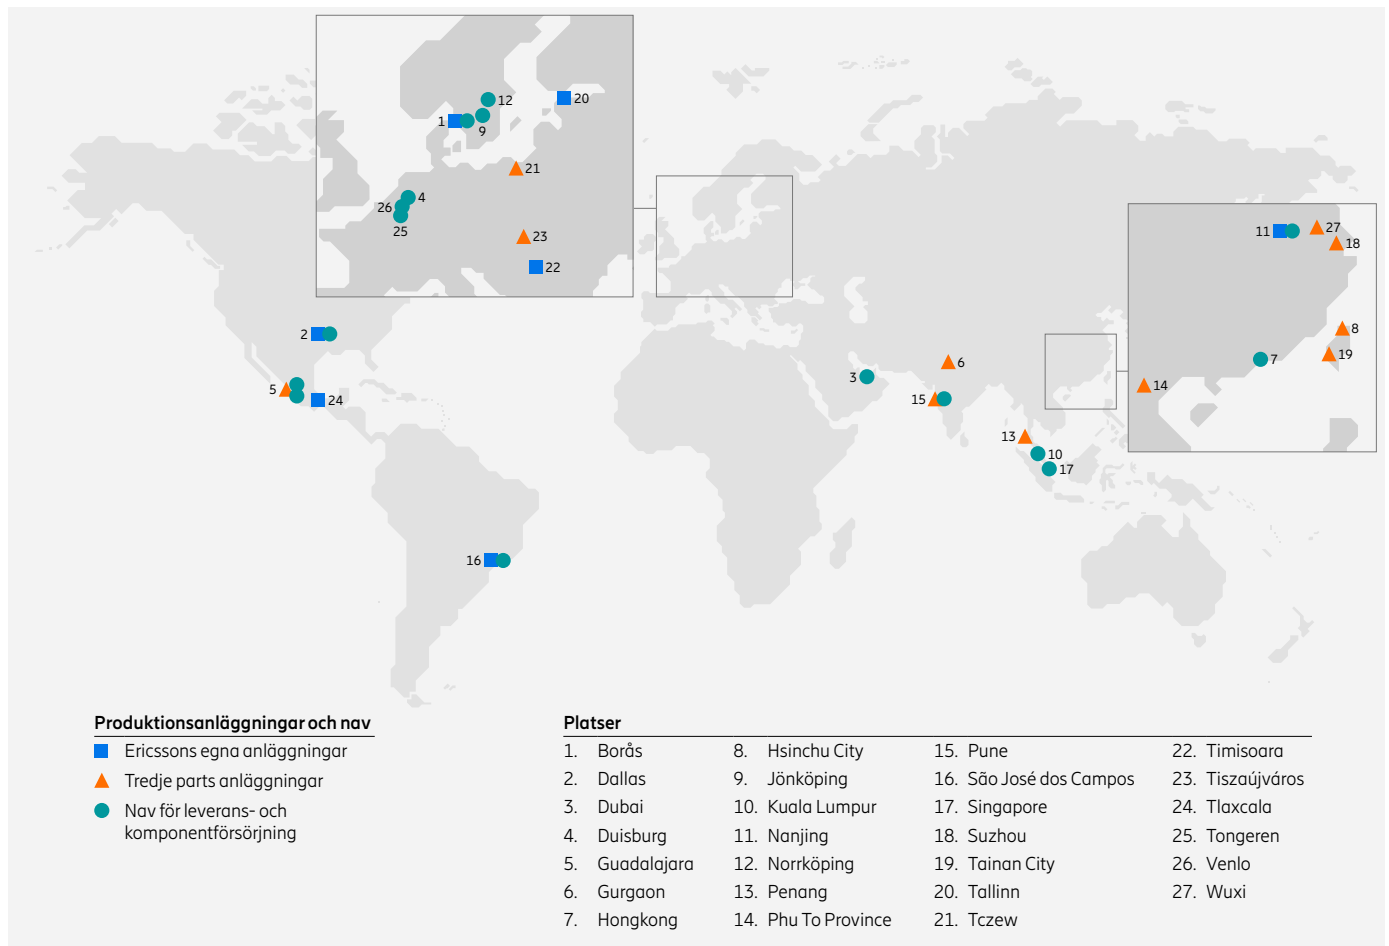 12
20
1
9
21
4
26
25
23
22
11
27
18
8
7
19
14
2
5
24
3
6
15
13
10
17
16
Produktionsanläggningar och nav
Ericssons egna anläggningar
Tredje parts anläggningar
Nav för leverans- och
komponentförsörjning
Platser
1. Borås
2. Dallas
3. Dubai
4. Duisburg
5. Guadalajara
6. Gurgaon
7. Hongkong
8. Hsinchu City
9. Jönköping
10. Kuala Lumpur
11. Nanjing
12. Norrköping
13. Penang
14. Phu To Province
15. Pune
16. São José dos Campos
17. Singapore
18. Suzhou
19. Tainan City
20. Tallinn
21. Tczew
22. Timisoara
23. Tiszaújváros
24. Tlaxcala
25. Tongeren
26. Venlo
27. Wuxi